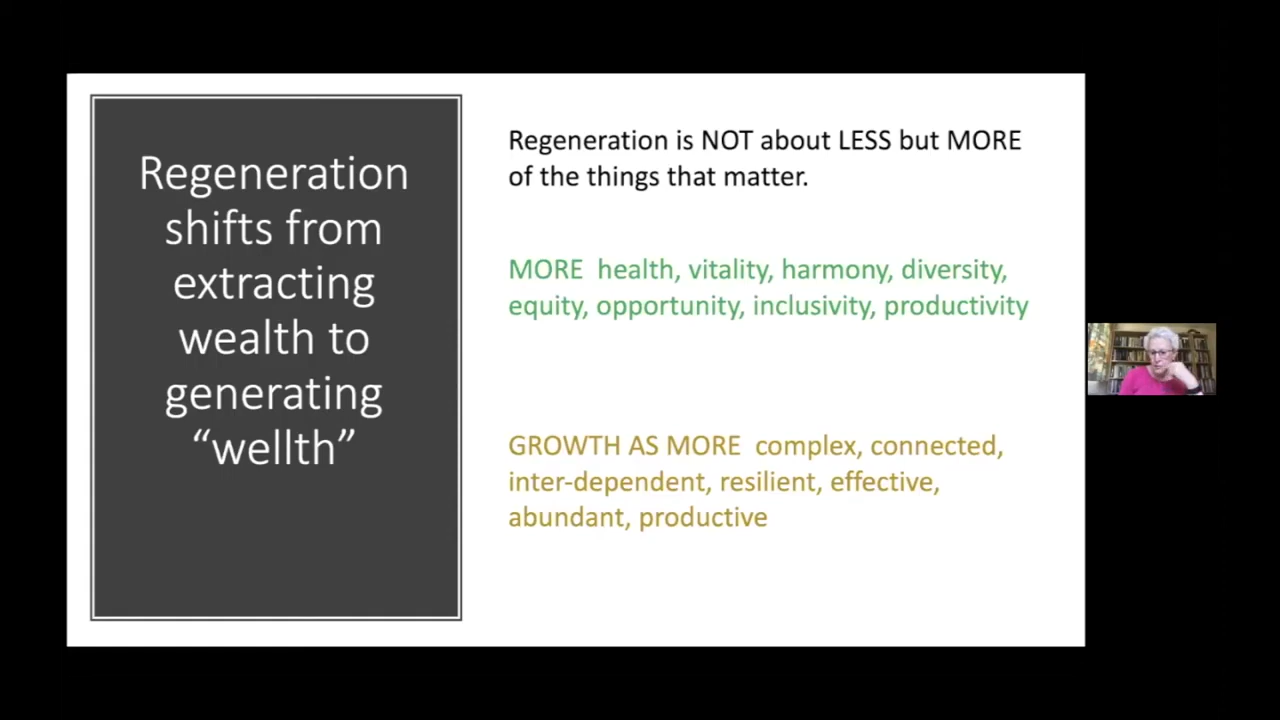 Regeneration
shifts from
extracting
wealth to
generating
“wellth”
Regeneration is NOT about LESS but MORE
of the things that matter.
MORE  health, vitality, harmony, diversity,
equity, opportunity, inclusivity, productivity
GROWTH AS MORE  complex, connected,
inter-dependent, resilient, effective,
abundant, productive